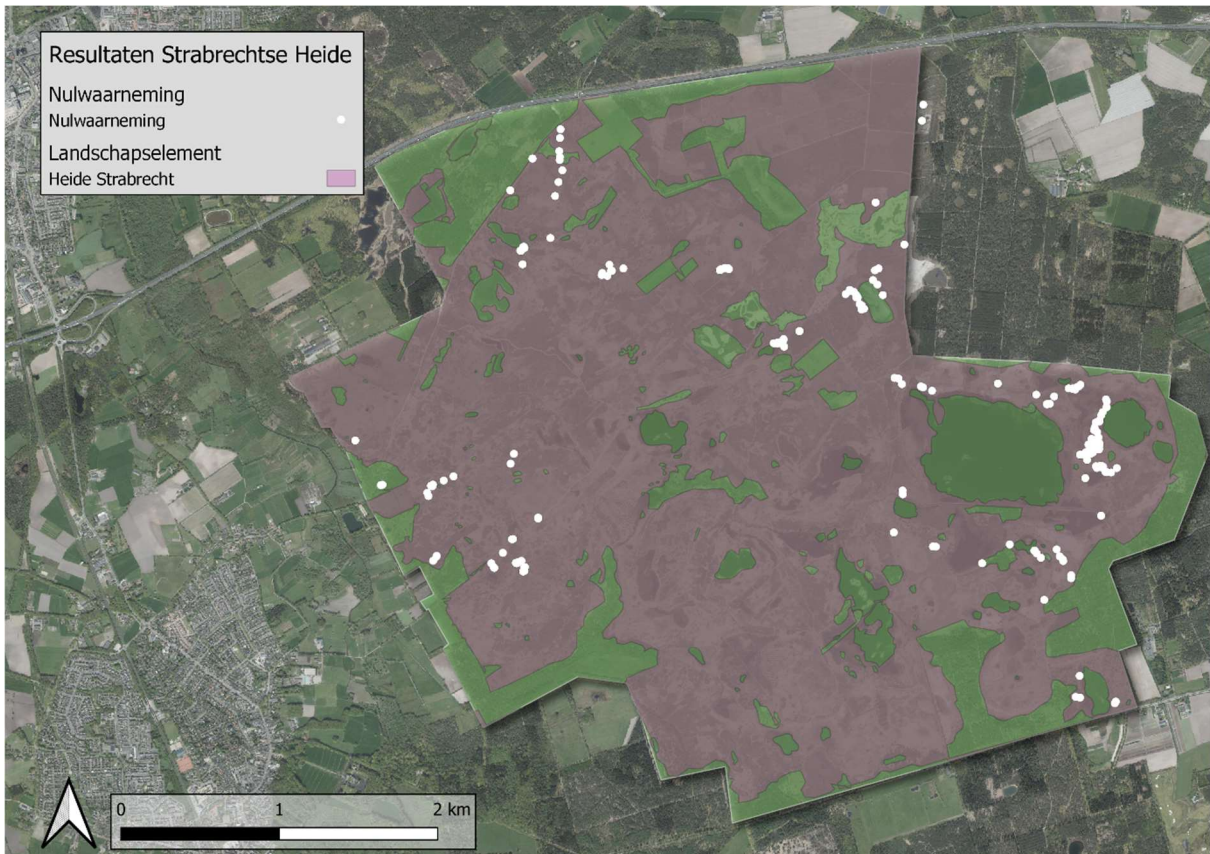 Resultaten Strabrechtse Heide
Nulwaarneming
Nulwaarneming
Landschapselement
Heide Strabrecht
0 1 2 km